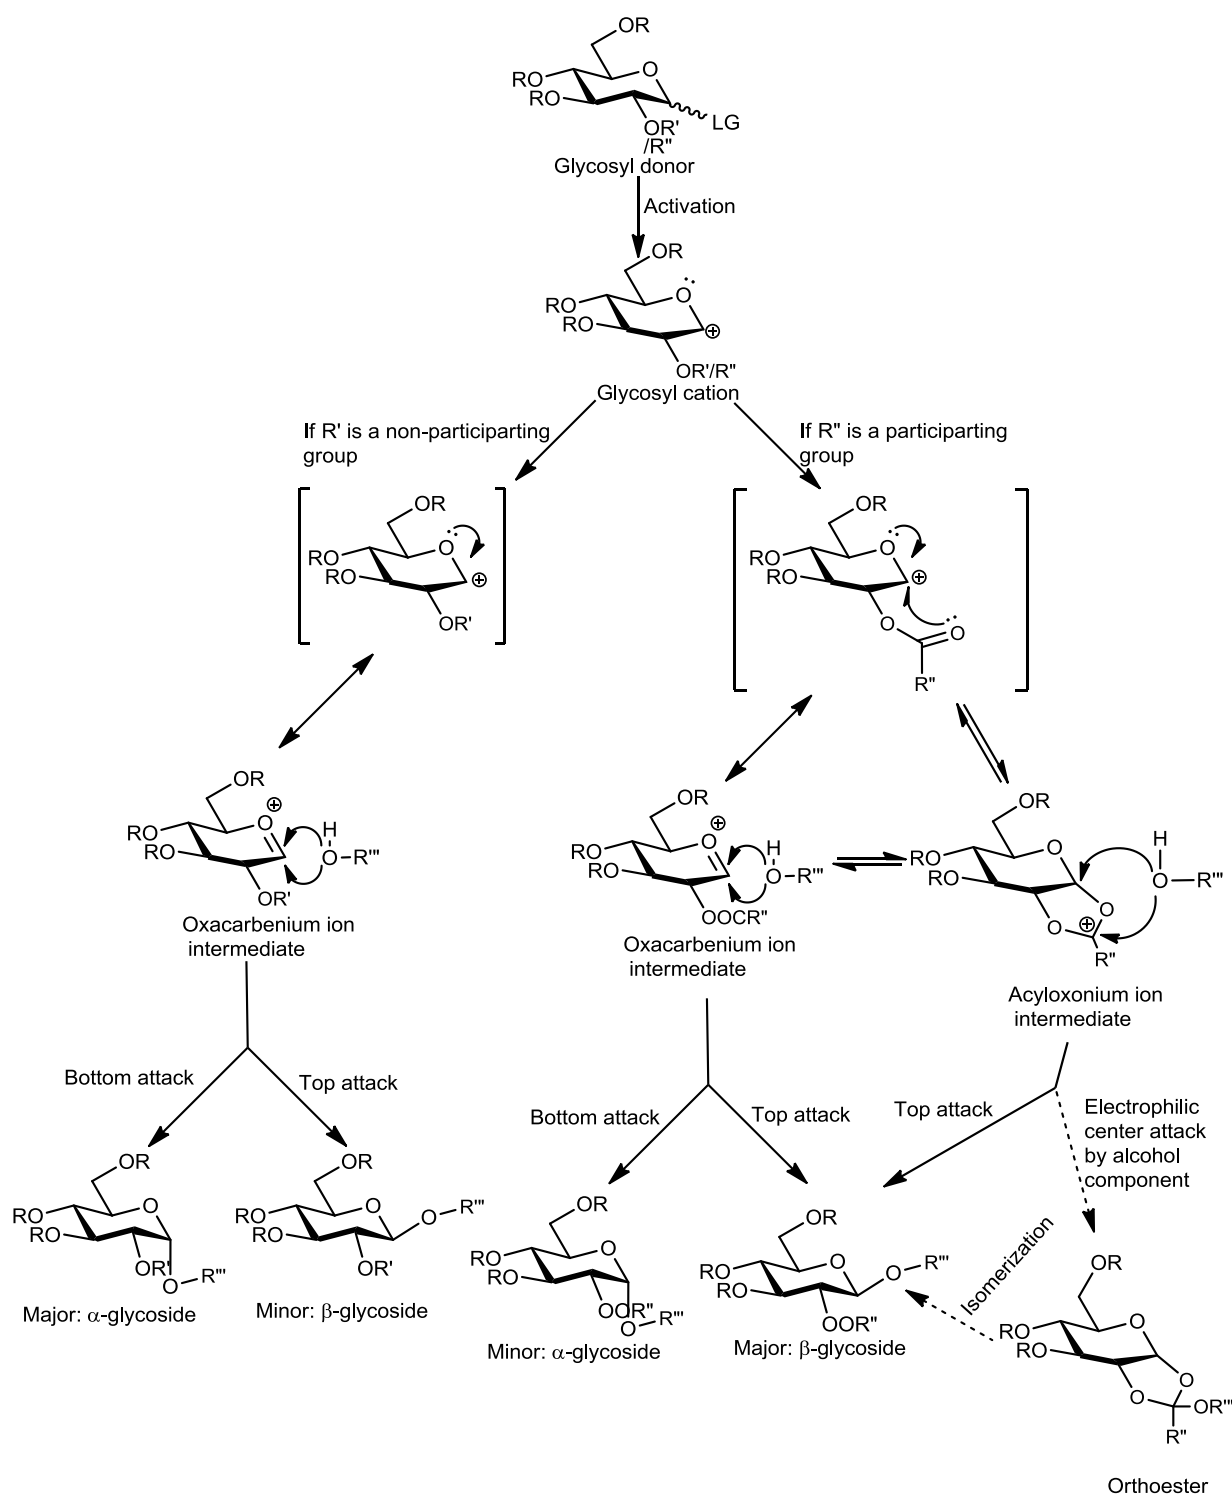 OR
O
RO
RO
LG
OR'
/R"
Glycosyl donor
Activation
OR
O
RO
RO
⊕
OR'/R"
Glycosyl cation
If R' is a non-participarting
group
If R" is a participarting
group
OR
O
RO
RO
⊕
OR'
OR
O
RO
RO
⊕
O
O
R"
OR
⊕
O
H
RO
RO
O R'''
OR'
Oxacarbenium ion
intermediate
OR
⊕
O
H
RO
RO
O R'''
OOCR"
Oxacarbenium ion
intermediate
OR
O
H
RO
RO
O R'''
O
O
⊕
R"
Acyloxonium ion
intermediate
Bottom attack
Top attack
Bottom attack
Top attack
Top attack
Electrophilic
center attack
by alcohol
component
OR
O
RO
RO
OR'
O R'''
Major: α-glycoside
OR
O
RO
RO
O R'''
OR'
Minor: β-glycoside
OR
O
RO
RO
OOR"
O R'''
Minor: α-glycoside
OR
O
RO
RO
O R'''
OOR"
Major: β-glycoside
Isomerization
OR
O
RO
RO
O
O
OR'''
R"
Orthoester